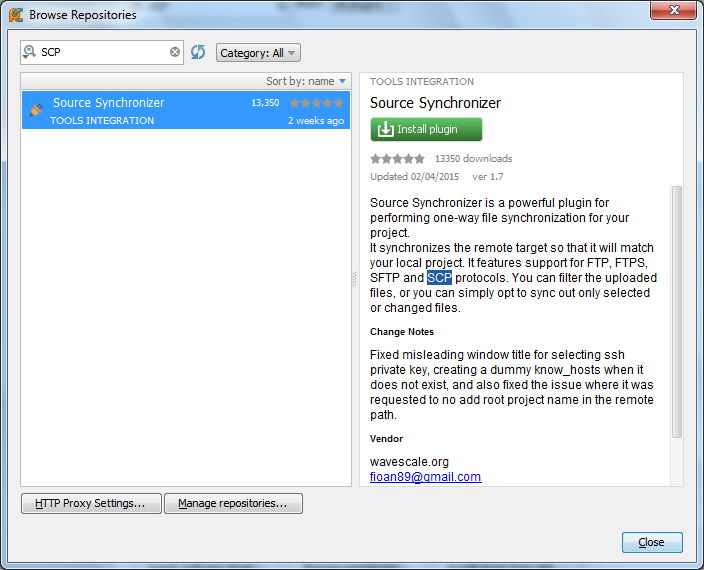 Browse Repositories
SCP
Category: All
Sort by: name
Source Synchronizer 13,350
TOOLS INTEGRATION 2 weeks ago
TOOLS INTEGRATION
Source Synchronizer
Install plugin
13350 downloads
Updated 02/04/2015 ver 1.7
Source Synchronizer is a powerful plugin for
performing one-way file synchronization for your
project.
It synchronizes the remote target so that it will match
your local project. It features support for FTP, FTPS,
SFTP and SCP protocols. You can filter the uploaded
files, or you can simply opt to sync out only selected
or changed files.
Change Notes
Fixed misleading window title for selecting ssh
private key, creating a dummy know_hosts when it
does not exist, and also fixed the issue where it was
requested to no add root project name in the remote
path.
Vendor
wavescale.org
fioan89@gmail.com
HTTP Proxy Settings... Manage repositories...
Close